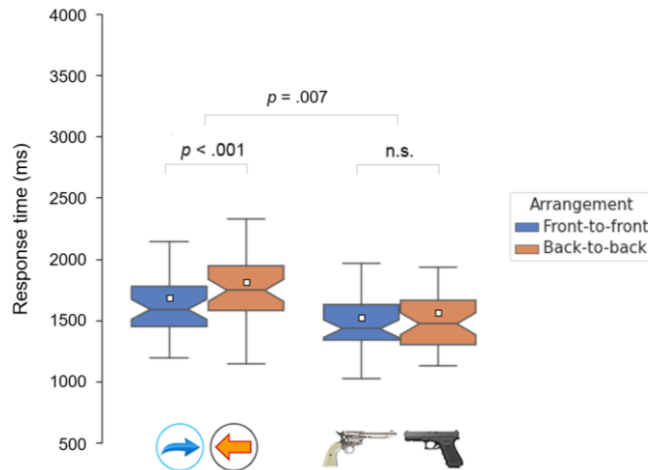 4000
3500
3000
2500
2000
1500
1000
500
Response time (ms)
p = .007
p < .001
n.s.
Arrangement
Front-to-front
Back-to-back